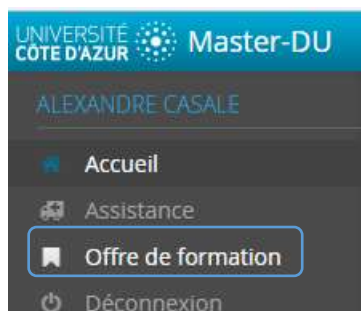 UNIVERSITÉ
CÔTE D'AZUR
Master-DU
ALEXANDRE CASALE
Accueil
Assistance
Offre de formation
Déconnexion